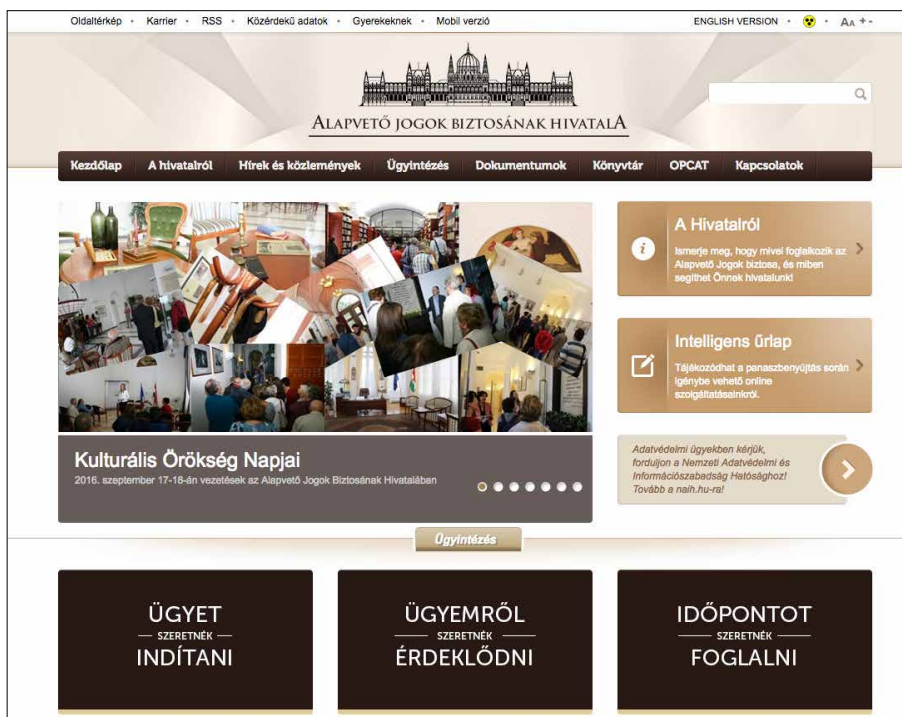 Oldaltérkép • Karrier • RSS • Közérdekű adatok • Gyerekeknek • Mobil verzió
ENGLISH VERSION • • AA + -
ALAPVETŐ JOGOK BIZTOSÁNAK HIVATALA
Kezdőlap A hivatalról Hírek és közlemények Ügyintézés Dokumentumok Könyvtár OPCAT Kapcsolatok
A Hivatalról
Ismerje meg, hogy mivel foglalkozik az
Alapvető Jogok biztosa, és miben
segíthet Önnek hivatalunk!
Intelligens űrlap
Tájékozódhat a panaszbenyújtás során
igénybe vehető online
szolgáltatásainkról.
Kulturális Örökség Napjai
2016. szeptember 17-18-án vezetések az Alapvető Jogok Biztosának Hivatalában
Adatvédelmi ügyekben kérjük,
forduljon a Nemzeti Adatvédelmi és
Információszabadság Hatósághoz!
Tovább a naih.hu-ra!
Ügyintézés
ÜGYET
SZERETNÉK
INDÍTANI
ÜGYEMRŐL
SZERETNÉK
ÉRDEKLŐDNI
IDŐPONTOT
SZERETNÉK
FOGLALNI